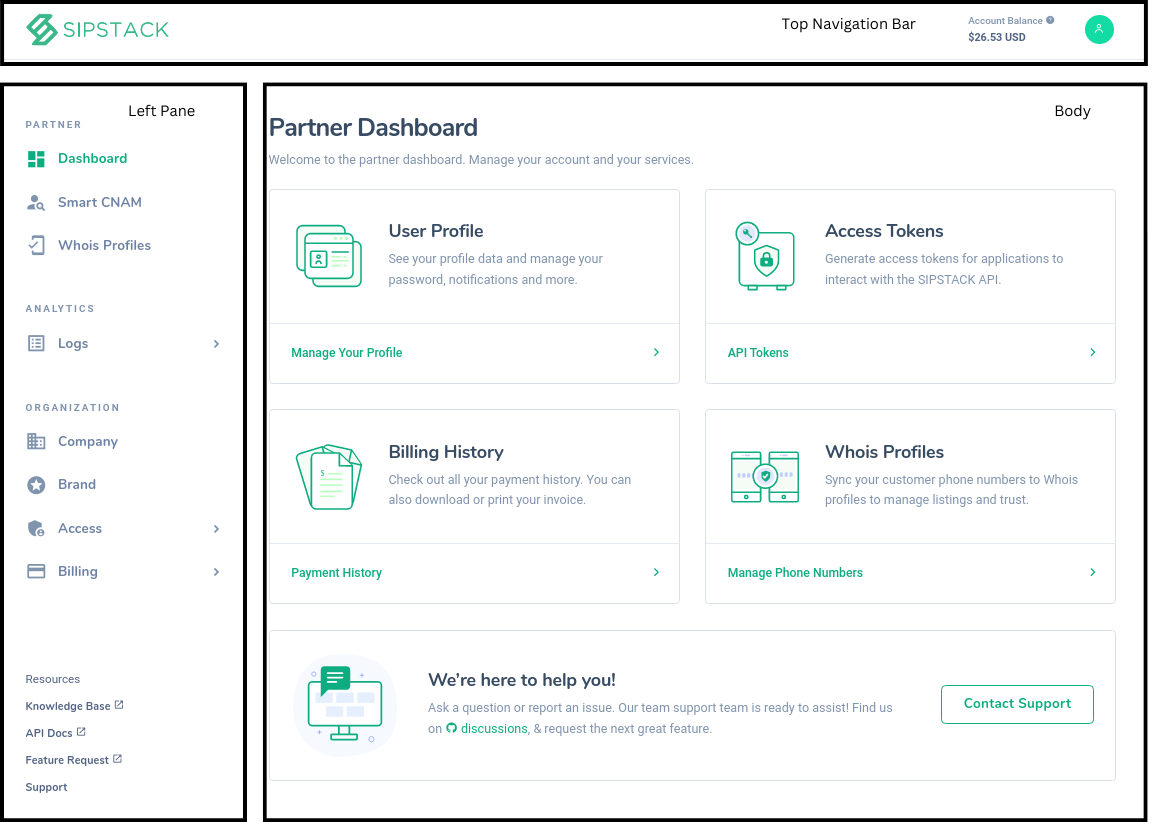 SIPSTACK
Top Navigation Bar
Account Balance
$26.53 USD
Left Pane
PARTNER
Dashboard
Smart CNAM
Whois Profiles
ANALYTICS
Logs
ORGANIZATION
Company
Brand
Access
Billing
Resources
Knowledge Base
API Docs
Feature Request
Support
Body
Partner Dashboard
Welcome to the partner dashboard. Manage your account and your services.
User Profile
See your profile data and manage your
password, notifications and more.
Manage Your Profile
Access Tokens
Generate access tokens for applications to
interact with the SIPSTACK API.
API Tokens
Billing History
Check out all your payment history. You can
also download or print your invoice.
Payment History
Whois Profiles
Sync your customer phone numbers to Whois
profiles to manage listings and trust.
Manage Phone Numbers
We’re here to help you!
Ask a question or report an issue. Our team support team is ready to assist! Find us
on discussions, & request the next great feature.
Contact Support